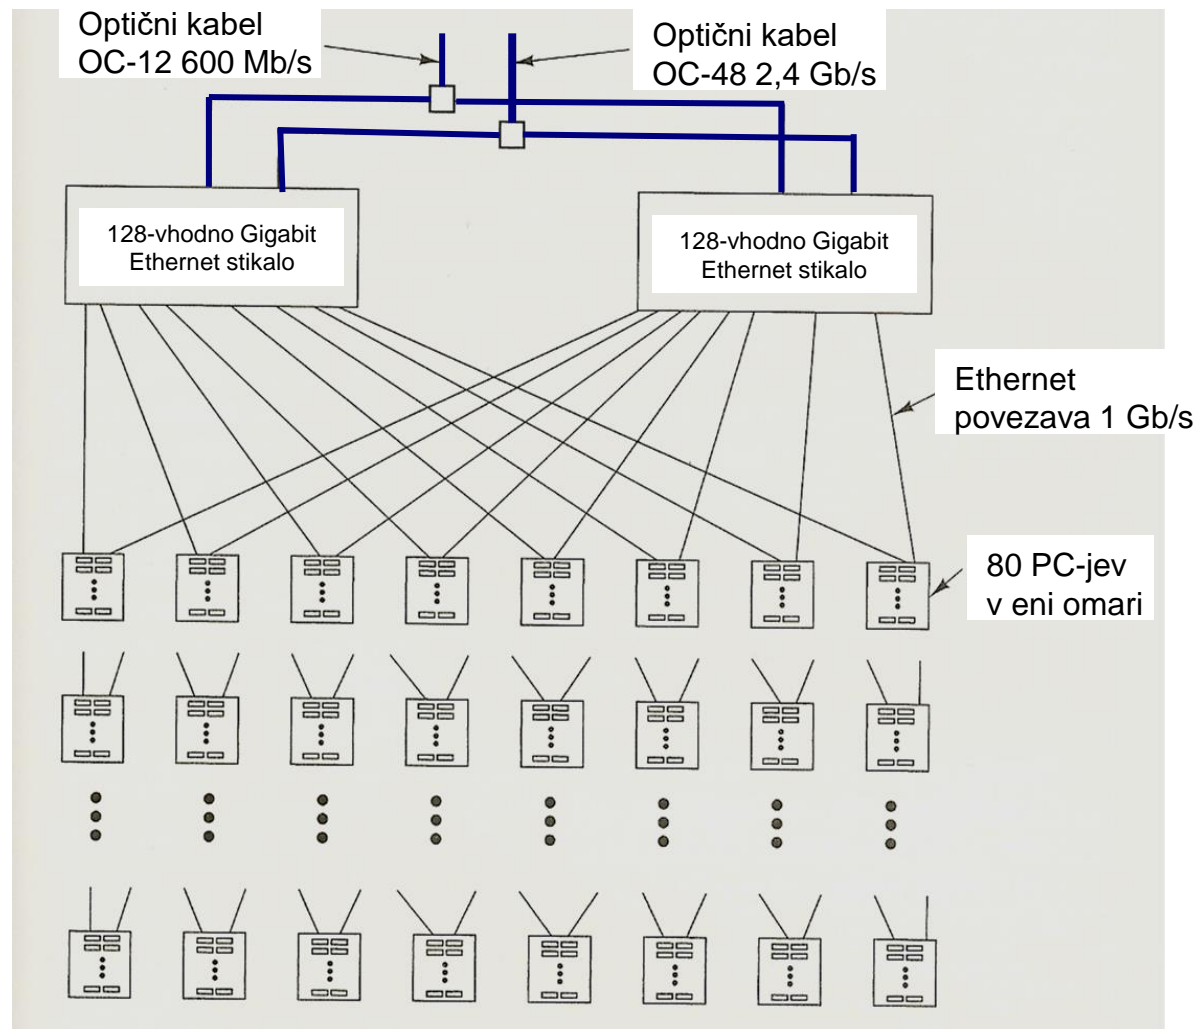 Optični kabel
OC-12 600 Mb/s
Optični kabel
OC-48 2,4 Gb/s
128-vhodno Gigabit
Ethernet stikalo
128-vhodno Gigabit
Ethernet stikalo
Ethernet
povezava 1 Gb/s
80 PC-jev
v eni omari